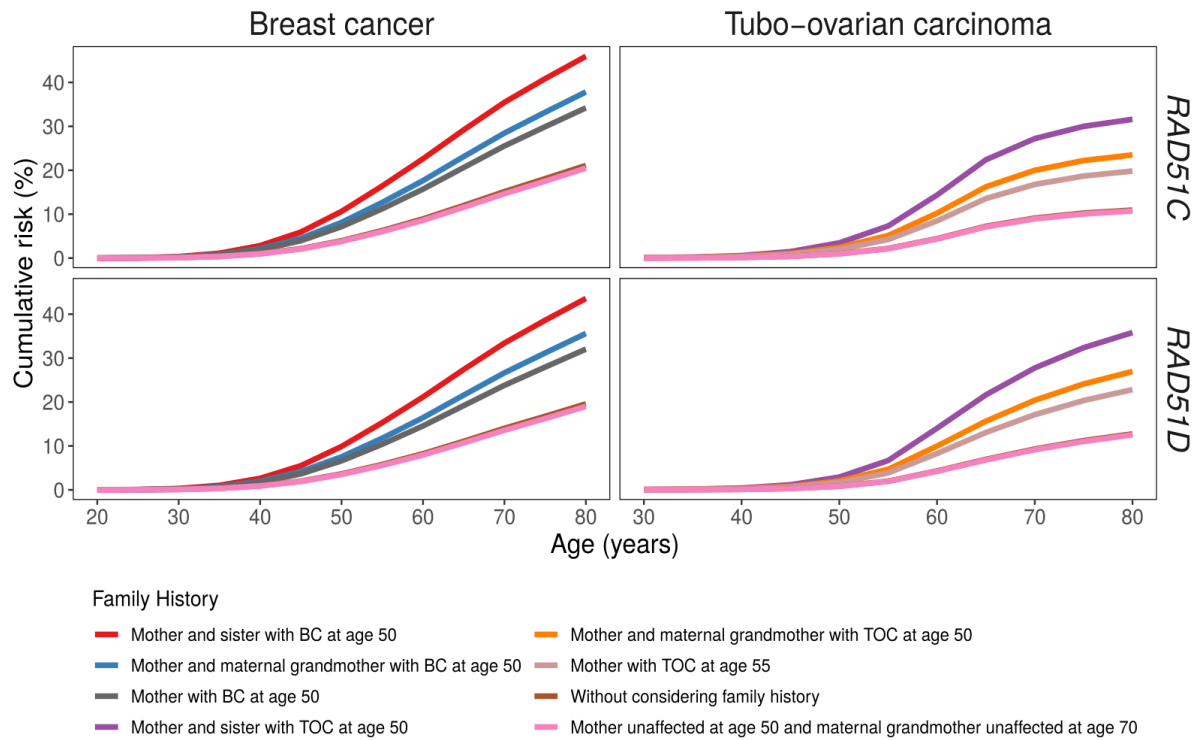 Breast cancer
Tubo−ovarian carcinoma
Cumulative risk (%)
40
30
20
10
0
RAD51C
40
30
20
10
0
RAD51D
20 30 40 50 60 70 80
30 40 50 60 70 80
Age (years)
Family History
Mother and sister with BC at age 50
Mother and maternal grandmother with BC at age 50
Mother with BC at age 50
Mother and sister with TOC at age 50
Mother and maternal grandmother with TOC at age 50
Mother with TOC at age 55
Without considering family history
Mother unaffected at age 50 and maternal grandmother unaffected at age 70